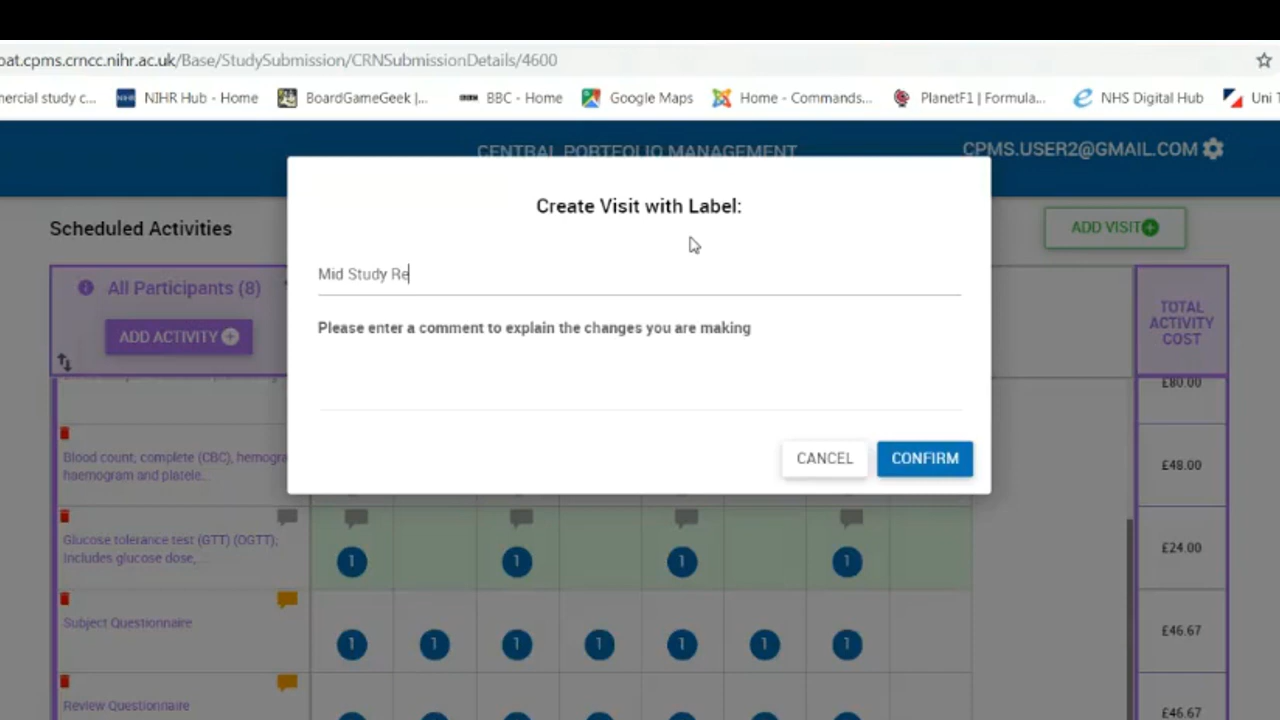 oat.cpms.crncc.nihr.ac.uk/Base/StudySubmission/CRNSubmissionDetails/4600
nercial study c... NIHR Hub - Home BoardGameGeek |... BBC - Home Google Maps Home - Commands... PlanetF1 | Formula... NHS Digital Hub Uni T
CENTRAL PORTFOLIO MANAGEMENT
CPMS.USER2@GMAIL.COM
Scheduled Activities
ADD VISIT
Create Visit with Label:
Mid Study Re
Please enter a comment to explain the changes you are making
CANCEL CONFIRM
All Participants (8)
ADD ACTIVITY
TOTAL
ACTIVITY
COST
£80.00
Blood count, complete (CBC), hemogra
haemogram and platele...
£48.00
Glucose tolerance test (GTT) (OGTT);
Includes glucose dose,...
1 1 1 1
£24.00
Subject Questionnaire
1 1 1 1 1 1 1
£46.67
Review Questionnaire
£46.67